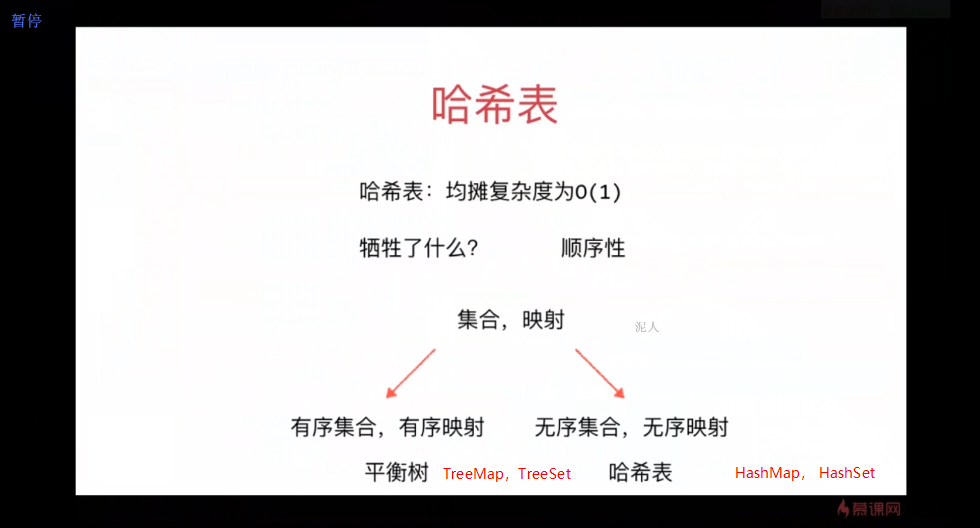 暂停
哈希表
哈希表：均摊复杂度为O(1)
牺牲了什么？ 顺序性
集合，映射
泥人
有序集合，有序映射 无序集合，无序映射
平衡树 TreeMap，TreeSet 哈希表 HashMap， HashSet
慕课网